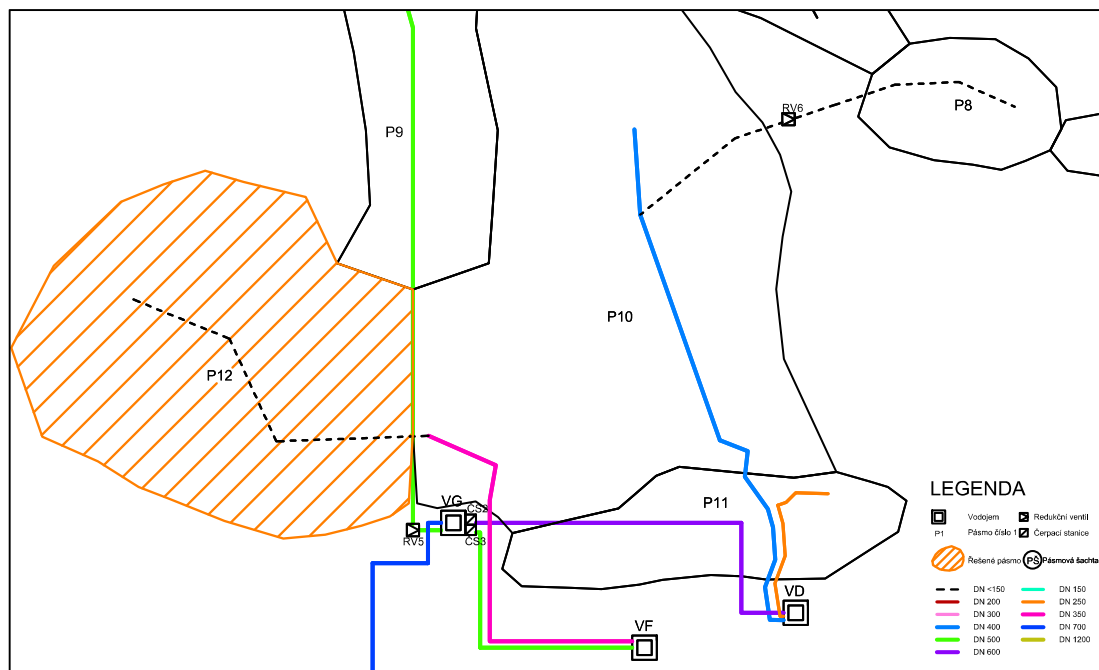 P9
RV6
P8
P10
P12
P11
VG
ČS2
RV5
ČS3
VD
VF
LEGENDA
Vodojem
Redukční ventil
P1
Pásmo číslo 1
Čerpací stanice
Řešené pásmo
PŠ
Pásmová šachta
DN <150
DN 150
DN 200
DN 250
DN 300
DN 350
DN 400
DN 700
DN 500
DN 1200
DN 600